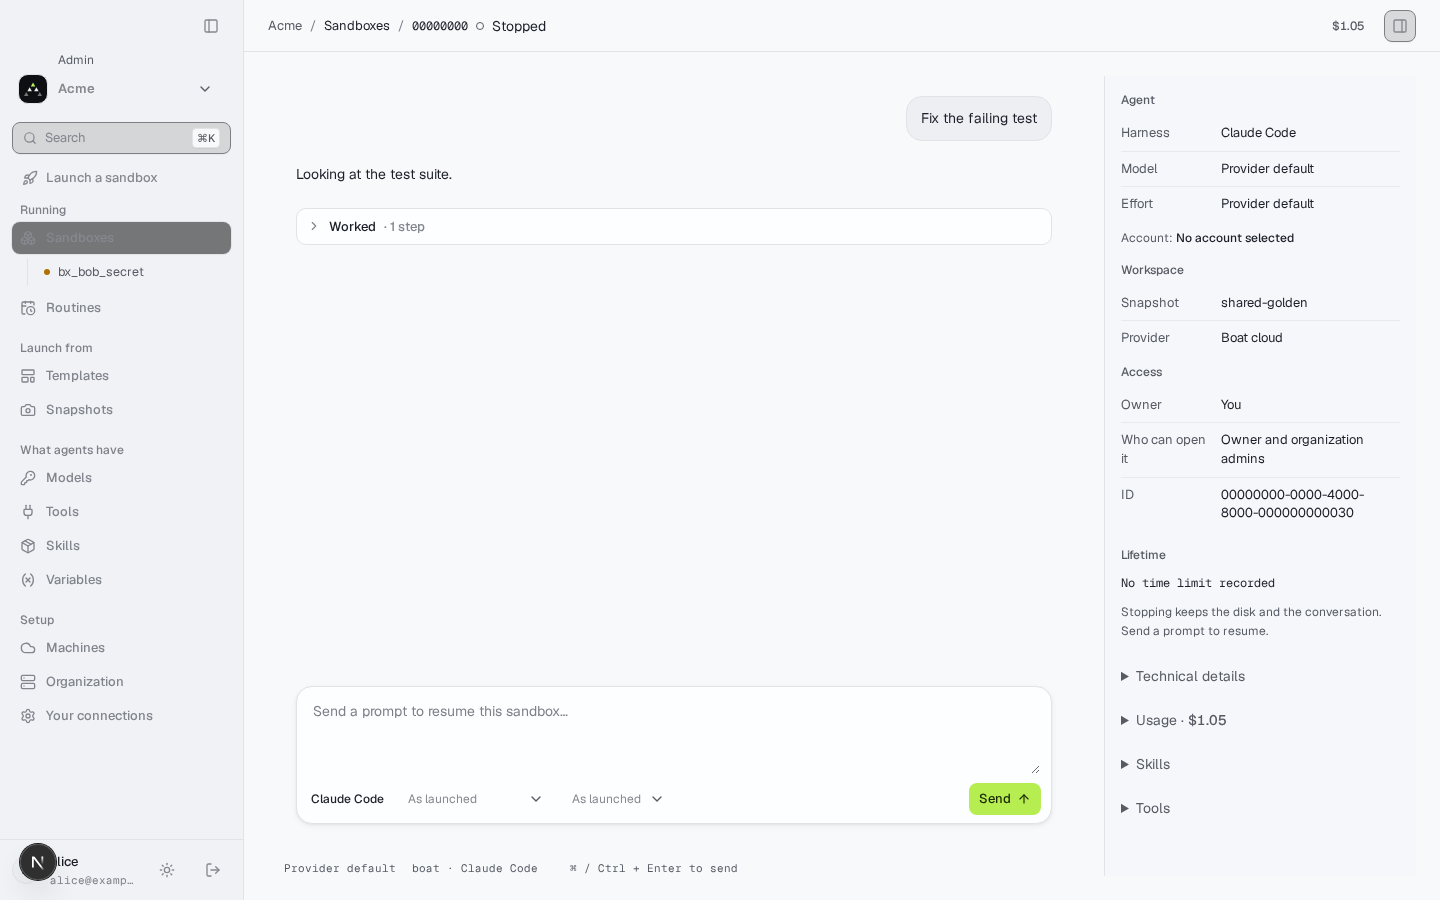 Admin
Acme
Search ⌘K
Launch a sandbox
Running
Sandboxes
bx_bob_secret
Routines
Launch from
Templates
Snapshots
What agents have
Models
Tools
Skills
Variables
Setup
Machines
Organization
Your connections
N
lice
alice@examp…
Acme / Sandboxes / 00000000 Stopped
$1.05
Fix the failing test
Looking at the test suite.
Worked · 1 step
Send a prompt to resume this sandbox…
Claude Code As launched As launched Send
Provider default boat · Claude Code ⌘ / Ctrl + Enter to send
Agent
Harness Claude Code
Model Provider default
Effort Provider default
Account: No account selected
Workspace
Snapshot shared-golden
Provider Boat cloud
Access
Owner You
Who can open it Owner and organization admins
ID 00000000-0000-4000-8000-000000000030
Lifetime
No time limit recorded
Stopping keeps the disk and the conversation.
Send a prompt to resume.
Technical details
Usage · $1.05
Skills
Tools